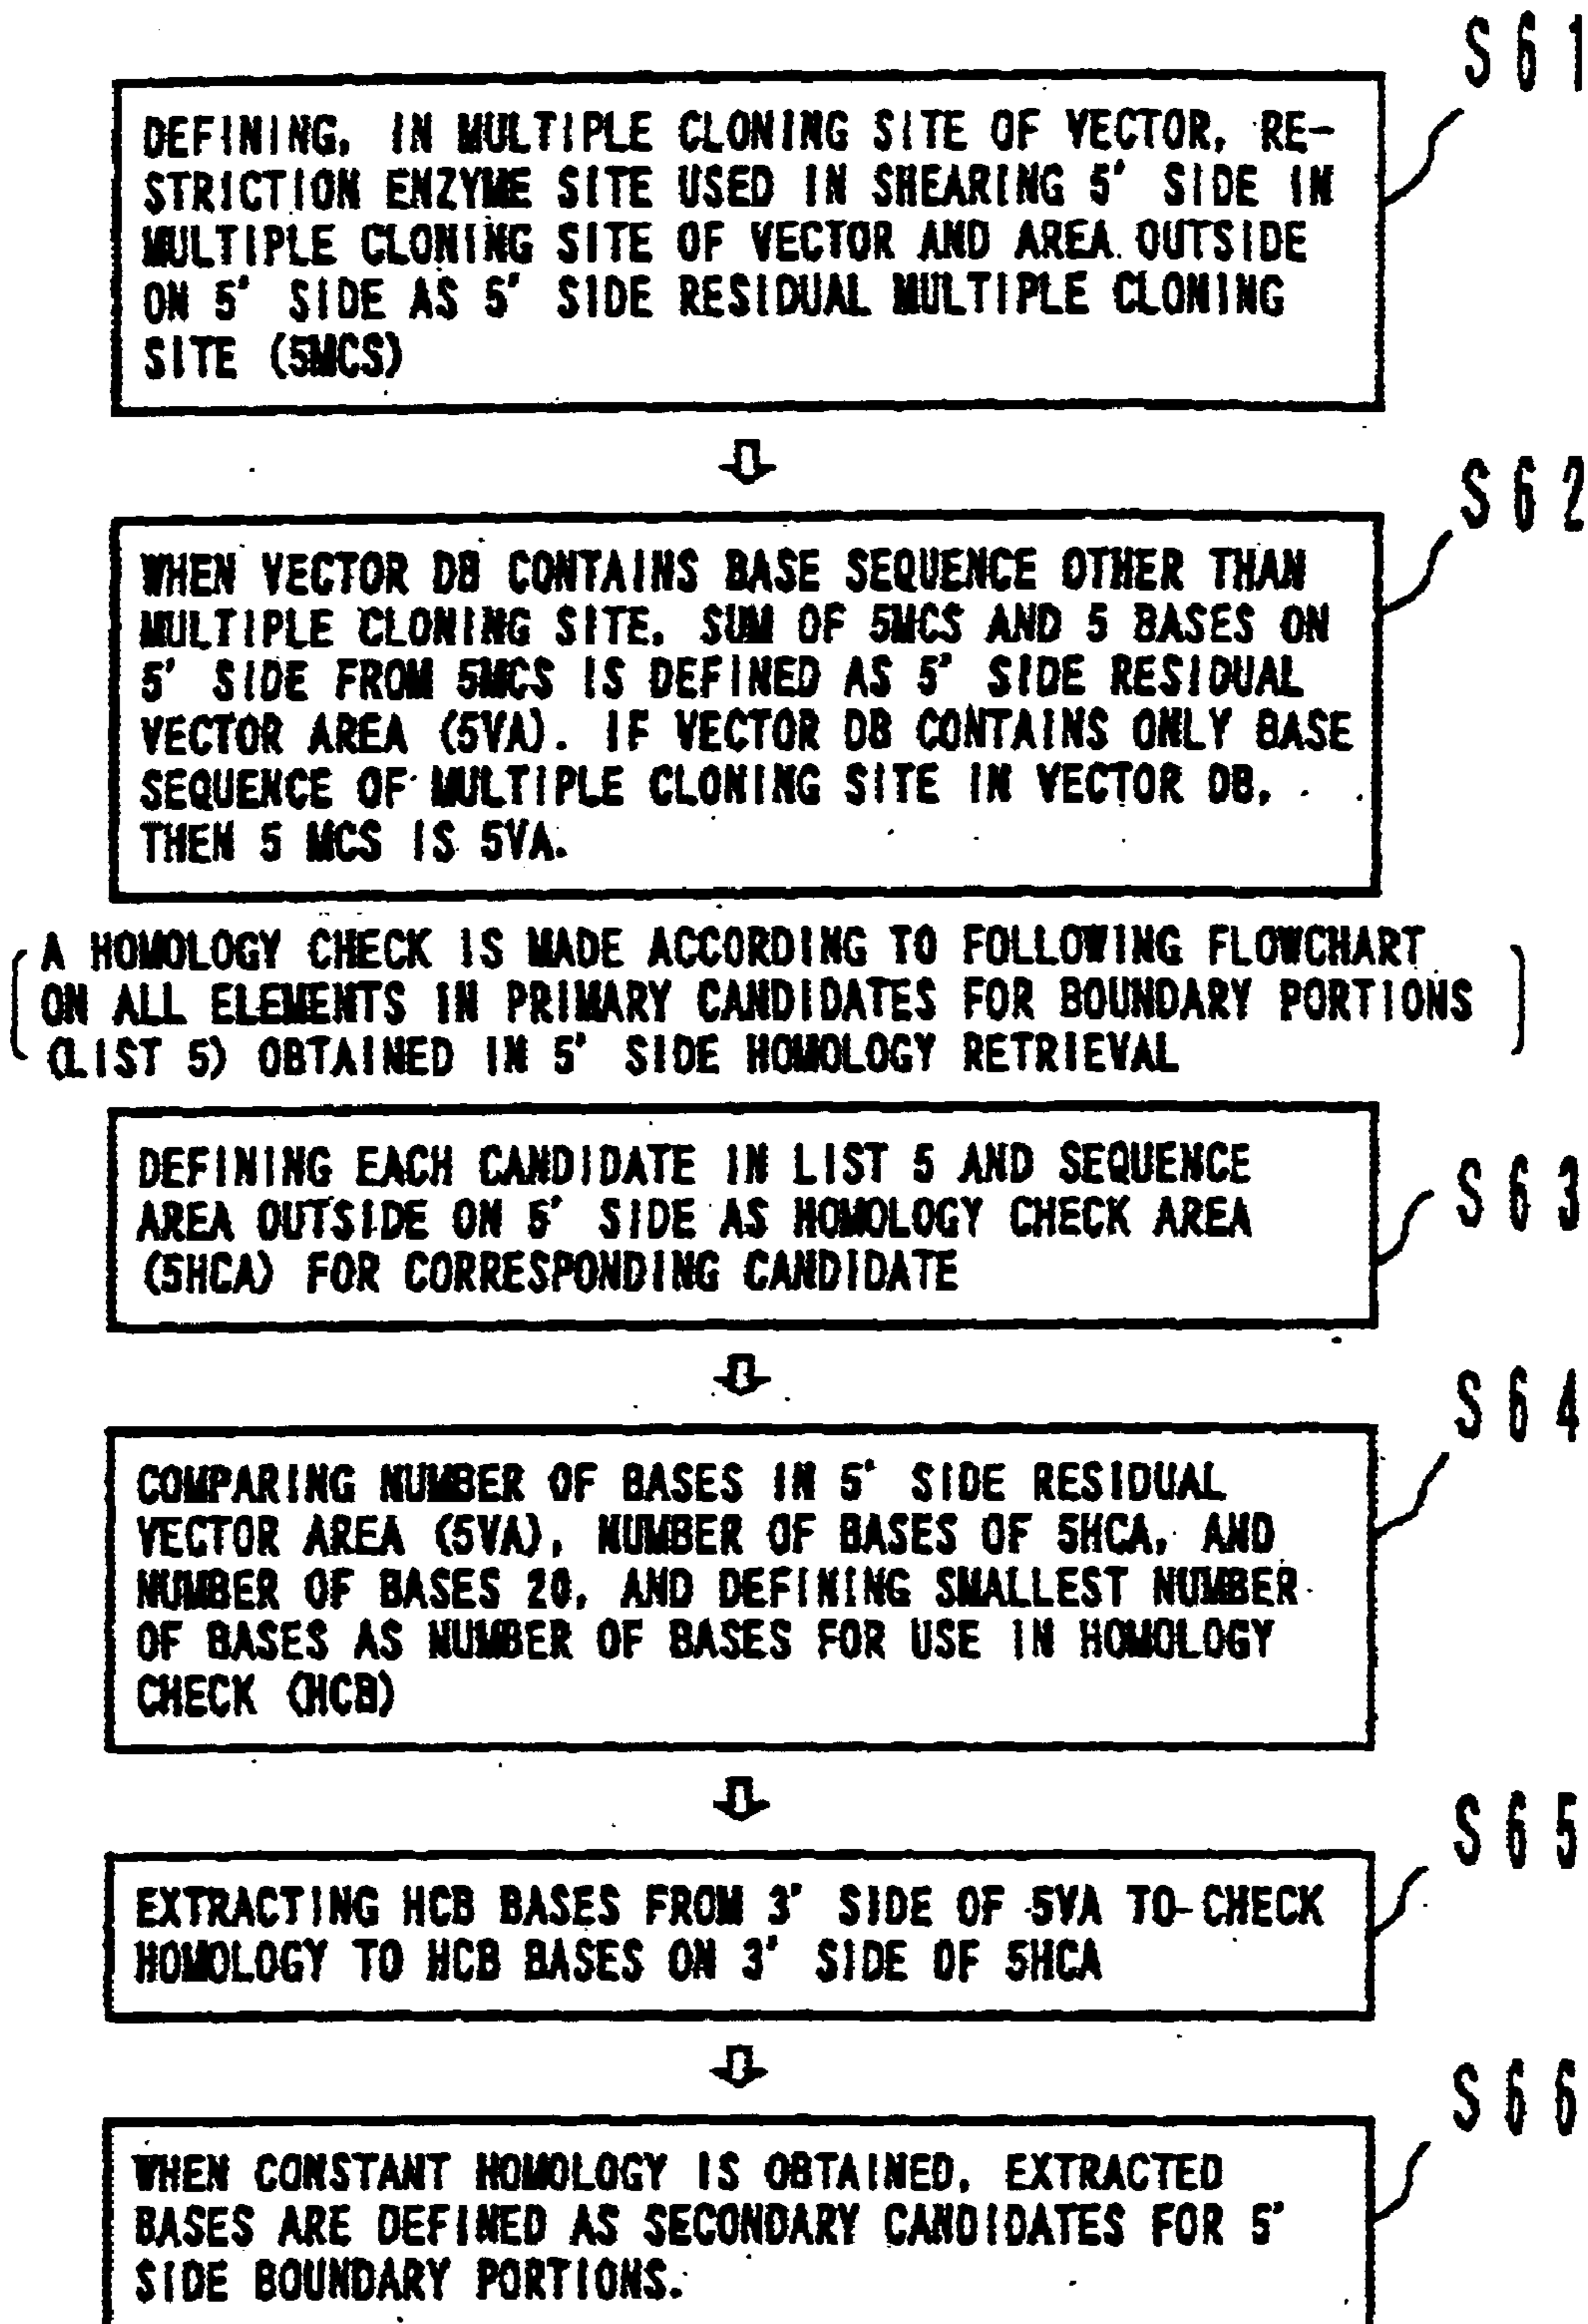 S61
DEFINING, IN MULTIPLE CLONING SITE OF VECTOR, RE-
STRICTION ENZYME SITE USED IN SHEARING 5' SIDE IN
MULTIPLE CLONING SITE OF VECTOR AND AREA OUTSIDE
ON 5' SIDE AS 5' SIDE RESIDUAL MULTIPLE CLONING
SITE (5MCS)
S62
WHEN VECTOR DB CONTAINS BASE SEQUENCE OTHER THAN
MULTIPLE CLONING SITE, SUM OF 5MCS AND 5 BASES ON
5' SIDE FROM 5MCS IS DEFINED AS 5' SIDE RESIDUAL
VECTOR AREA (5VA). IF VECTOR DB CONTAINS ONLY BASE
SEQUENCE OF MULTIPLE CLONING SITE IN VECTOR DB,
THEN 5 MCS IS 5VA.
A HOMOLOGY CHECK IS MADE ACCORDING TO FOLLOWING FLOWCHART
ON ALL ELEMENTS IN PRIMARY CANDIDATES FOR BOUNDARY PORTIONS
(LIST 5) OBTAINED IN 5' SIDE HOMOLOGY RETRIEVAL
DEFINING EACH CANDIDATE IN LIST 5 AND SEQUENCE
AREA OUTSIDE ON 5' SIDE AS HOMOLOGY CHECK AREA
(5HCA) FOR CORRESPONDING CANDIDATE
S63
S64
COMPARING NUMBER OF BASES IN 5' SIDE RESIDUAL
VECTOR AREA (5VA), NUMBER OF BASES OF 5HCA, AND
NUMBER OF BASES 20, AND DEFINING SMALLEST NUMBER
OF BASES AS NUMBER OF BASES FOR USE IN HOMOLOGY
CHECK (HCB)
S65
EXTRACTING HCB BASES FROM 3' SIDE OF 5VA TO CHECK
HOMOLOGY TO HCB BASES ON 3' SIDE OF 5HCA
S66
WHEN CONSTANT HOMOLOGY IS OBTAINED, EXTRACTED
BASES ARE DEFINED AS SECONDARY CANDIDATES FOR 5'
SIDE BOUNDARY PORTIONS.